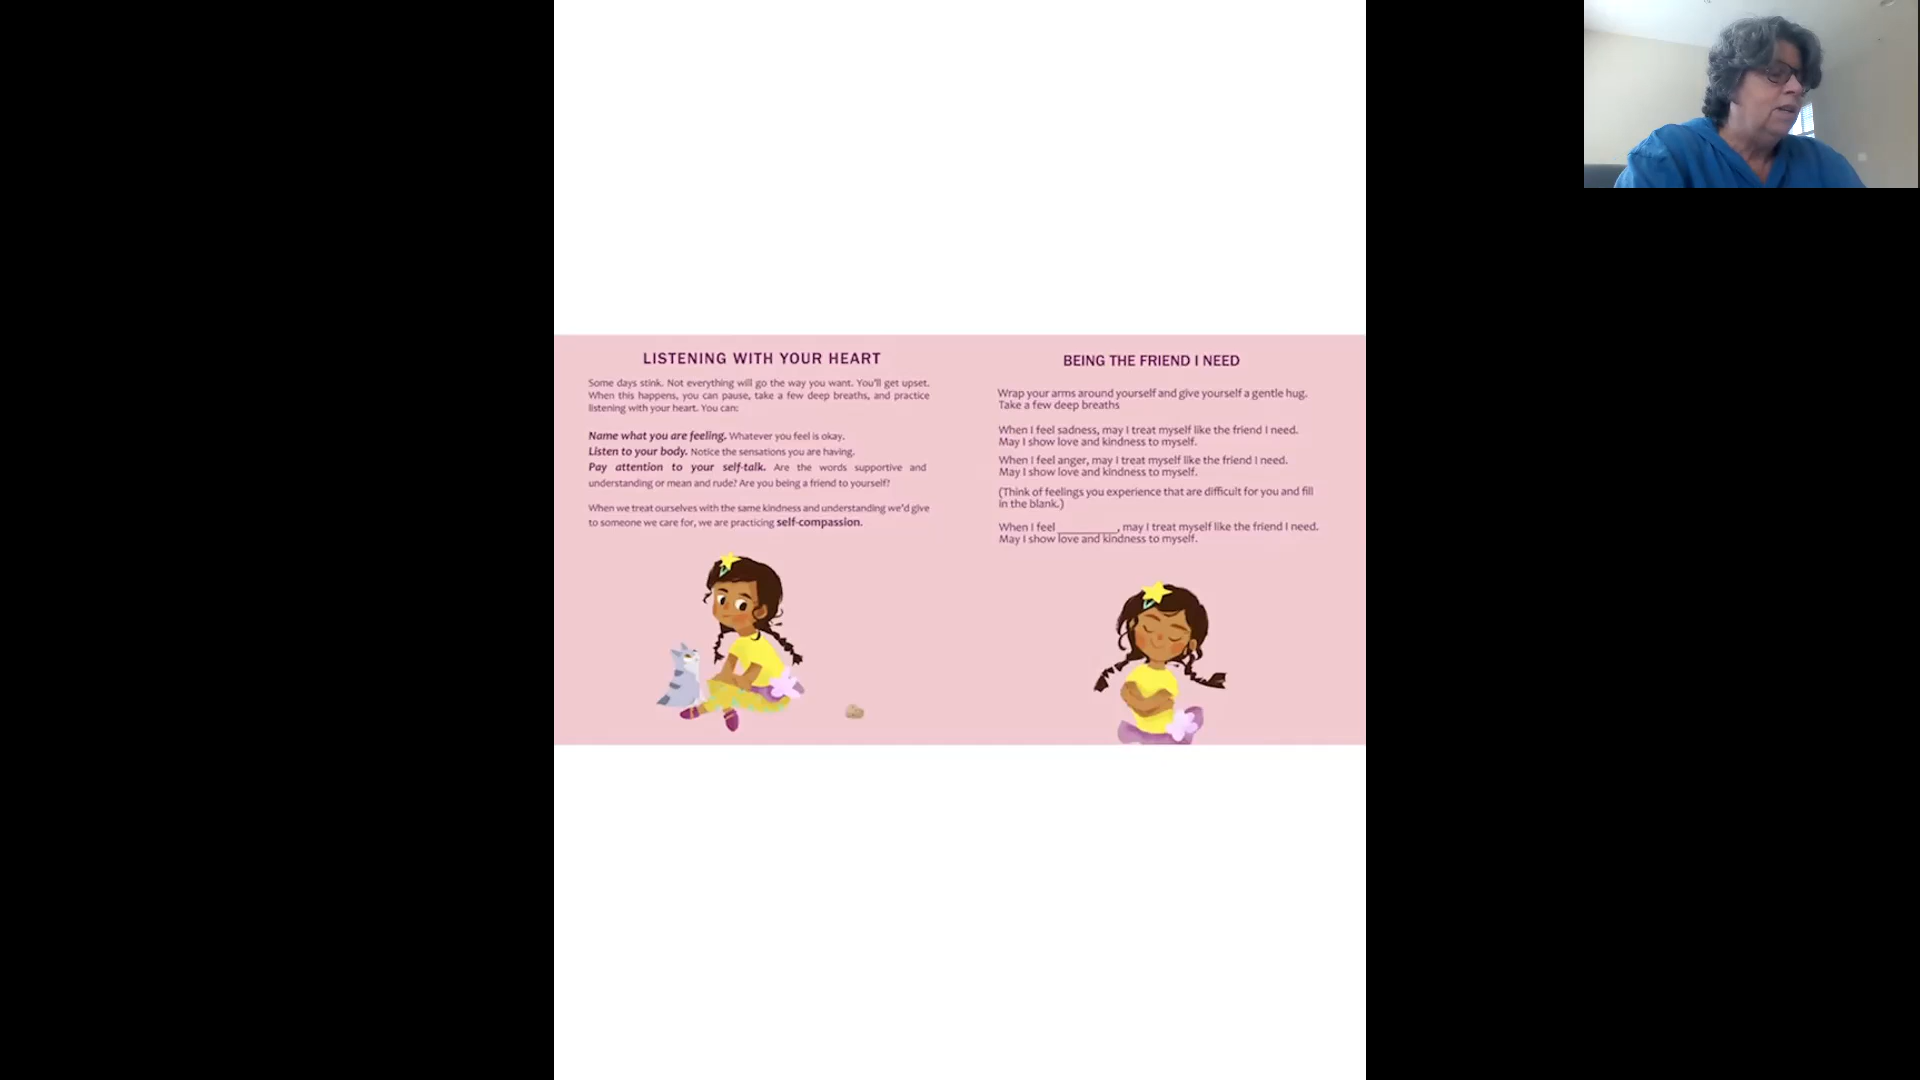 LISTENING WITH YOUR HEART
Some days stink. Not everything will go the way you want. You'll get upset.
When this happens, you can pause, take a few deep breaths, and practice
listening with your heart. You can:
Name what you are feeling. Whatever you feel is okay.
Listen to your body. Notice the sensations you are having.
Pay attention to your self-talk. Are the words supportive and
understanding or mean and rude? Are you being a friend to yourself?
When we treat ourselves with the same kindness and understanding we'd give
to someone we care for, we are practicing self-compassion.
BEING THE FRIEND I NEED
Wrap your arms around yourself and give yourself a gentle hug.
Take a few deep breaths
When I feel sadness, may I treat myself like the friend I need.
May I show love and kindness to myself.
When I feel anger, may I treat myself like the friend I need.
May I show love and kindness to myself.
(Think of feelings you experience that are difficult for you and fill
in the blank.)
When I feel __________, may I treat myself like the friend I need.
May I show love and kindness to myself.